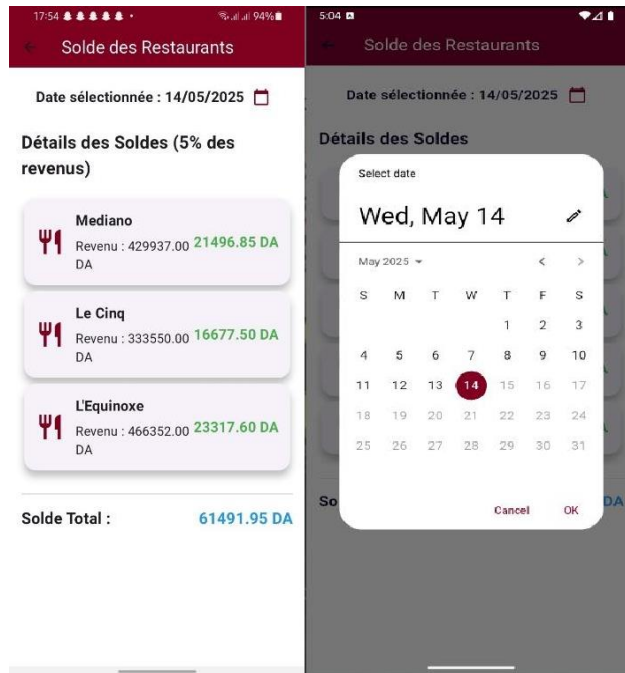 17:54
94%
Solde des Restaurants
Date sélectionnée : 14/05/2025
Détails des Soldes (5% des
revenus)
Mediano
Revenu : 429937.00 21496.85 DA
DA
Le Cinq
Revenu : 333550.00 16677.50 DA
DA
L'Equinoxe
Revenu : 466352.00 23317.60 DA
DA
Solde Total : 61491.95 DA
5:04
Solde des Restaurants
Date sélectionnée : 14/05/2025
Détails des Soldes
Select date
Wed, May 14
May 2025
S M T W T F S
1 2 3
4 5 6 7 8 9 10
11 12 13 14 15 16 17
18 19 20 21 22 23 24
25 26 27 28 29 30 31
So DA
Cancel OK